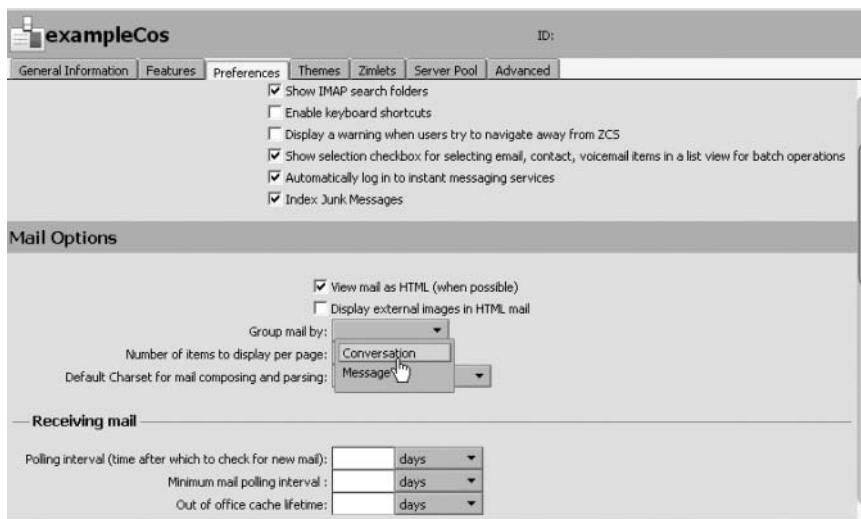 exampleCos ID:
General Information Features Preferences Themes Zimlets Server Pool Advanced
Show IMAP search folders
Enable keyboard shortcuts
Display a warning when users try to navigate away from ZCS
Show selection checkbox for selecting email, contact, voicemail items in a list view for batch operations
Automatically log in to instant messaging services
Index Junk Messages
Mail Options
View mail as HTML (when possible)
Display external images in HTML mail
Group mail by:
Number of items to display per page: Conversation
Default Charset for mail composing and parsing: Message
Receiving mail
Polling interval (time after which to check for new mail): days
Minimum mail polling interval : days
Out of office cache lifetime: days